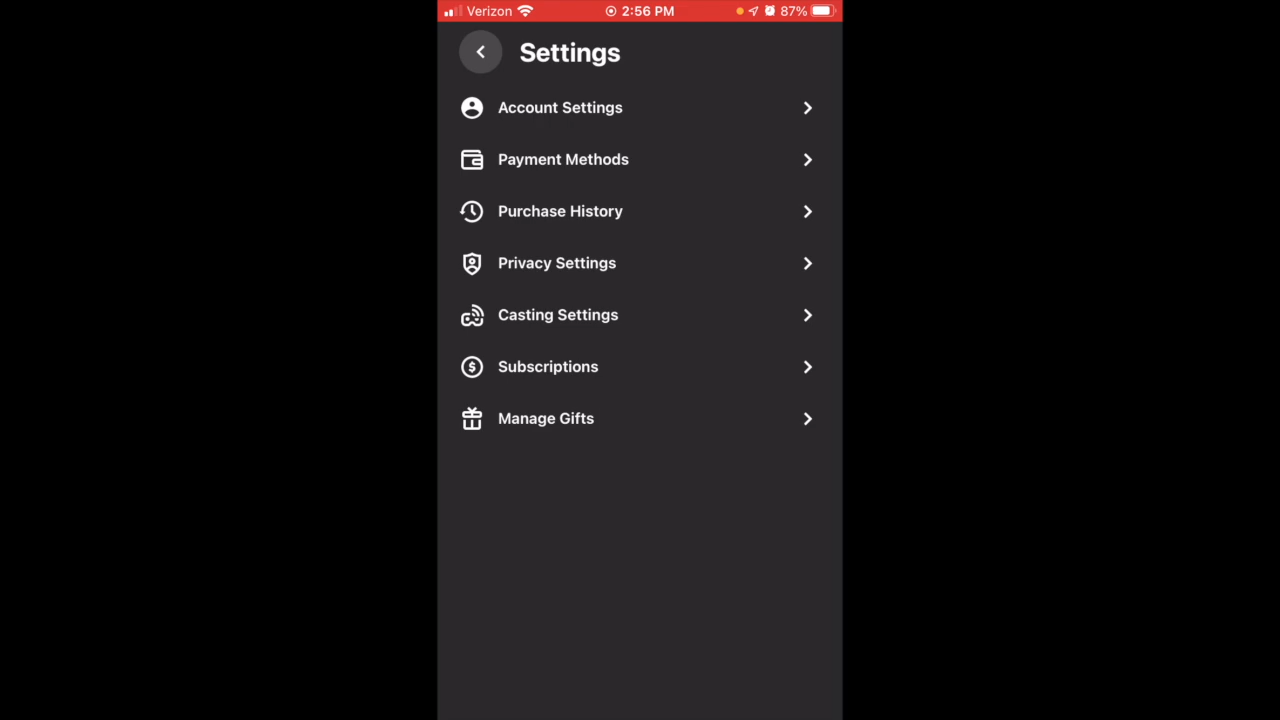 Verizon 2:56 PM 87%
Settings
Account Settings
Payment Methods
Purchase History
Privacy Settings
Casting Settings
Subscriptions
Manage Gifts